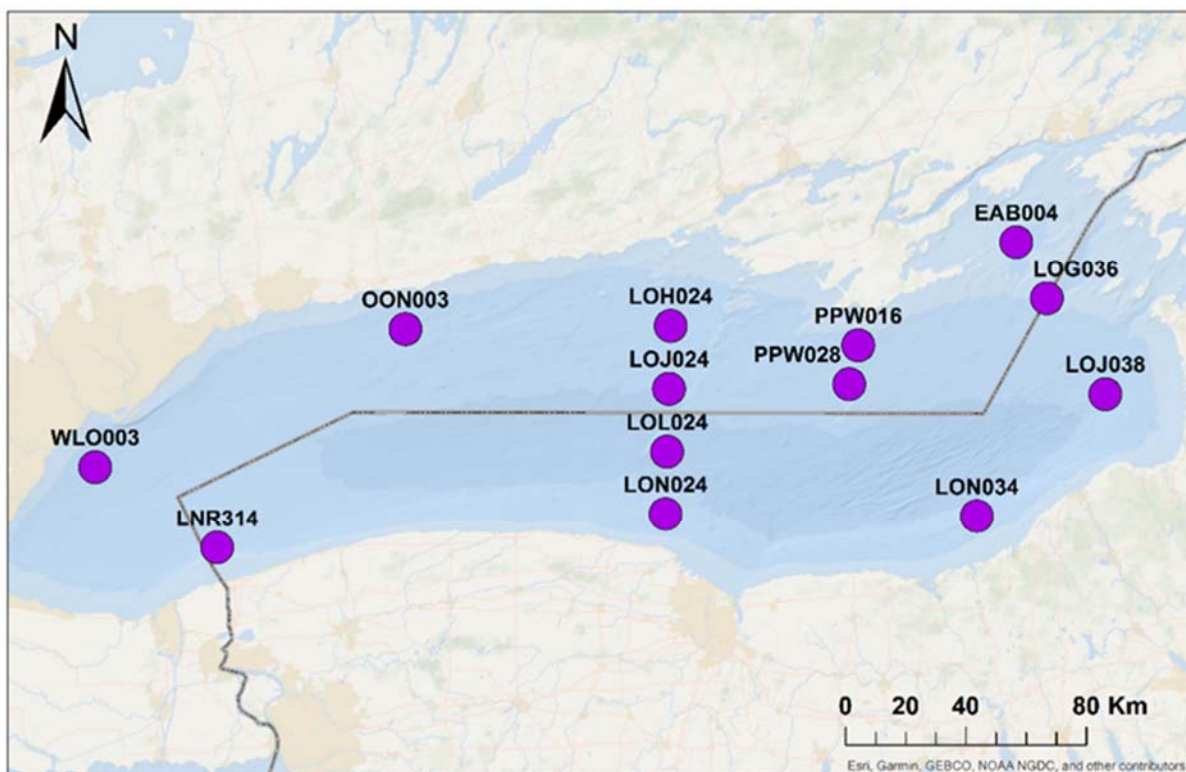 N
EAB004
LOG036
OON003
LOH024
PPW016
PPW028
LOJ024
LOJ038
LOL024
WLO003
LON024
LON034
LNR314
0 20 40 80 Km
Esri, Garmin, GEBCO, NOAA NGDC, and other contributors